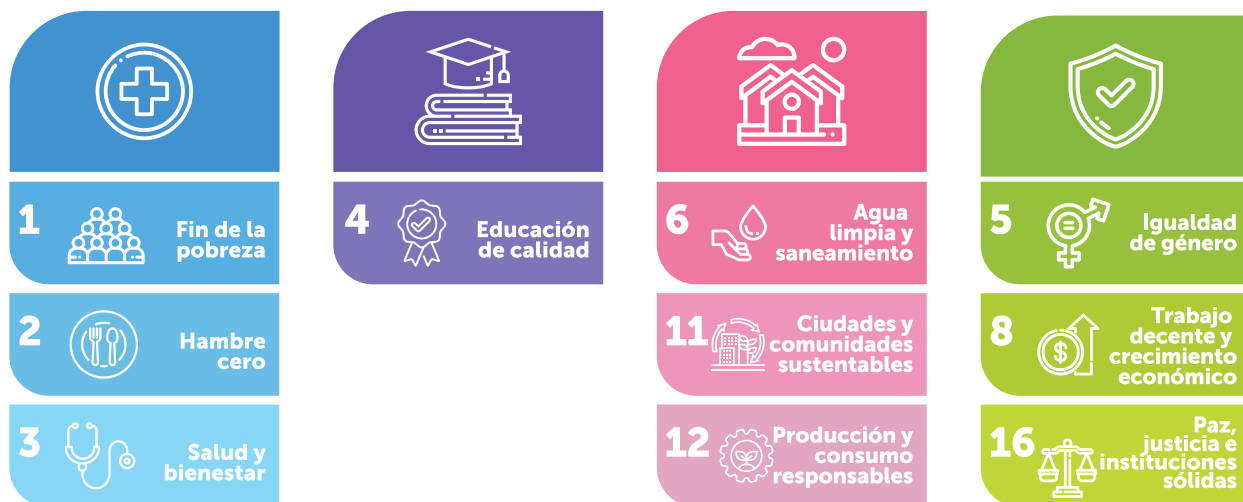 1
Fin de la
pobreza
2
Hambre
cero
3
Salud y
bienestar
4
Educación
de calidad
6
Agua
limpia y
saneamiento
11
Ciudades y
comunidades
sustentables
12
Producción y
consumo
responsables
5
Igualdad
de género
8
Trabajo
decente y
crecimiento
económico
16
Paz,
justicia e
instituciones
sólidas